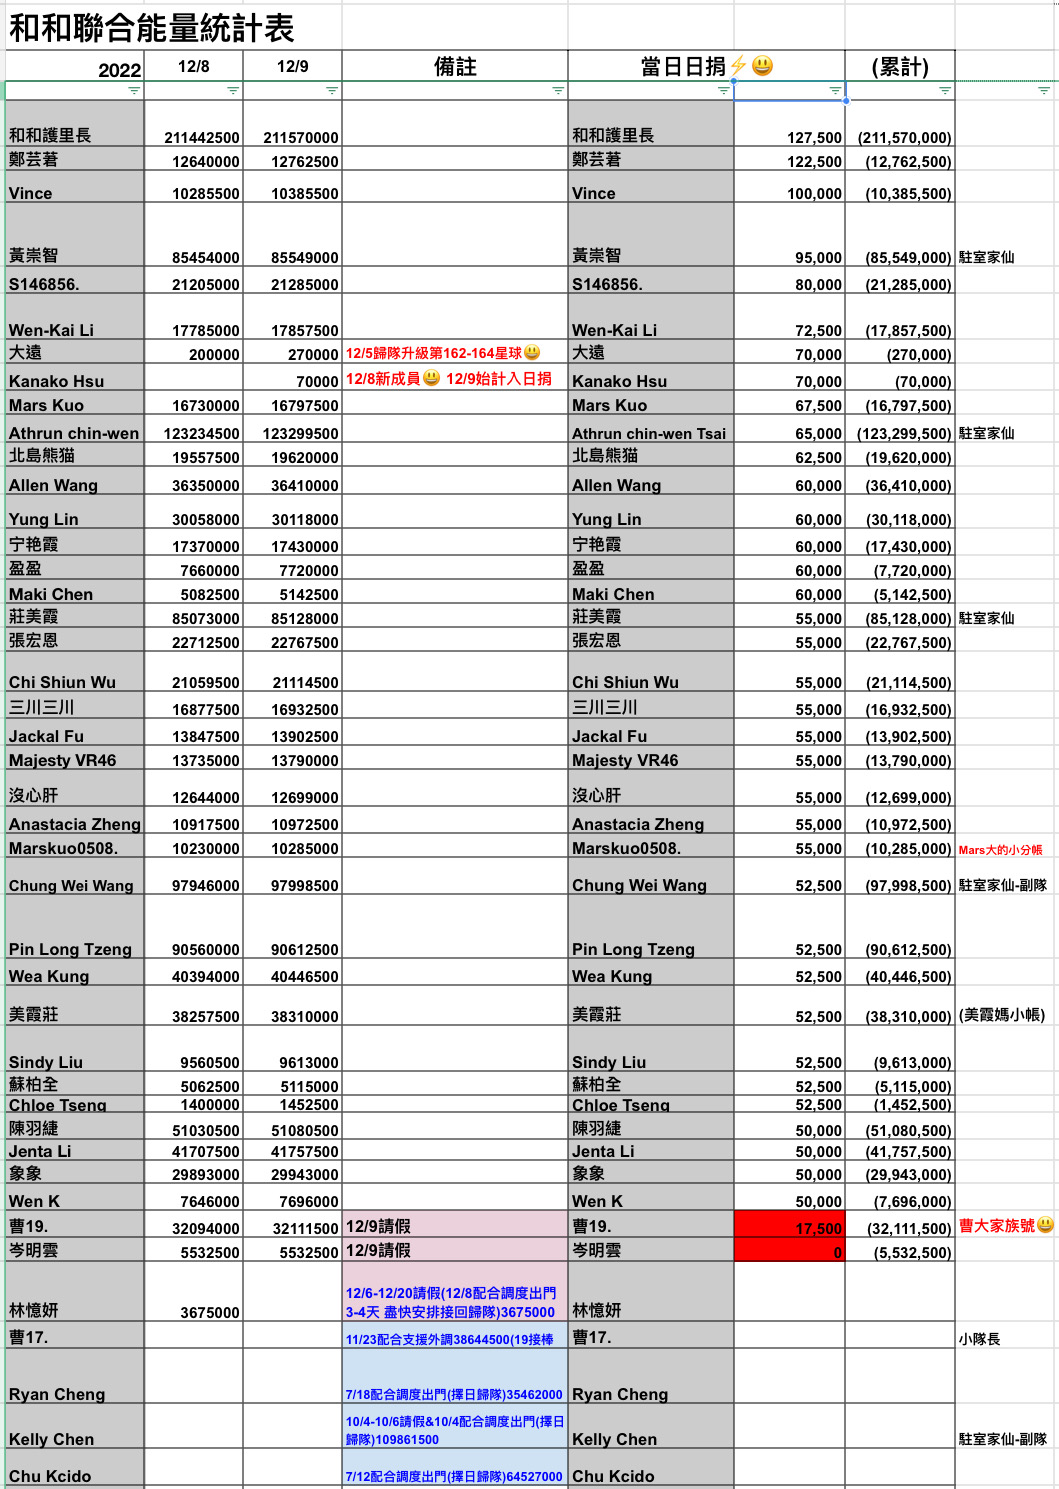 和和聯合能量統計表
2022 12/8 12/9 備註 當日日捐⚡😃 (累計)
和和護里長 211442500 211570000 和和護里長 127,500 (211,570,000)
鄭芸著 12640000 12762500 鄭芸著 122,500 (12,762,500)
Vince 10285500 10385500 Vince 100,000 (10,385,500)
黃崇智 85454000 85549000 黃崇智 95,000 (85,549,000) 駐室家仙
S146856. 21205000 21285000 S146856. 80,000 (21,285,000)
Wen-Kai Li 17785000 17857500 Wen-Kai Li 72,500 (17,857,500)
大遠 200000 270000 12/5歸隊升級第162-164星球😃 大遠 70,000 (270,000)
Kanako Hsu 70000 12/8新成員😃 12/9始計入日捐 Kanako Hsu 70,000 (70,000)
Mars Kuo 16730000 16797500 Mars Kuo 67,500 (16,797,500)
Athrun chin-wen 123234500 123299500 Athrun chin-wen Tsai 65,000 (123,299,500) 駐室家仙
北島熊猫 19557500 19620000 北島熊猫 62,500 (19,620,000)
Allen Wang 36350000 36410000 Allen Wang 60,000 (36,410,000)
Yung Lin 30058000 30118000 Yung Lin 60,000 (30,118,000)
宁艳霞 17370000 17430000 宁艳霞 60,000 (17,430,000)
盈盈 7660000 7720000 盈盈 60,000 (7,720,000)
Maki Chen 5082500 5142500 Maki Chen 60,000 (5,142,500)
莊美霞 85073000 85128000 莊美霞 55,000 (85,128,000) 駐室家仙
張宏恩 22712500 22767500 張宏恩 55,000 (22,767,500)
Chi Shiun Wu 21059500 21114500 Chi Shiun Wu 55,000 (21,114,500)
三川三川 16877500 16932500 三川三川 55,000 (16,932,500)
Jackal Fu 13847500 13902500 Jackal Fu 55,000 (13,902,500)
Majesty VR46 13735000 13790000 Majesty VR46 55,000 (13,790,000)
沒心肝 12644000 12699000 沒心肝 55,000 (12,699,000)
Anastacia Zheng 10917500 10972500 Anastacia Zheng 55,000 (10,972,500)
Marskuo0508. 10230000 10285000 Marskuo0508. 55,000 (10,285,000) Mars大的小分帳
Chung Wei Wang 97946000 97998500 Chung Wei Wang 52,500 (97,998,500) 駐室家仙-副隊
Pin Long Tzeng 90560000 90612500 Pin Long Tzeng 52,500 (90,612,500)
Wea Kung 40394000 40446500 Wea Kung 52,500 (40,446,500)
美霞莊 38257500 38310000 美霞莊 52,500 (38,310,000) (美霞媽小帳)
Sindy Liu 9560500 9613000 Sindy Liu 52,500 (9,613,000)
蘇柏全 5062500 5115000 蘇柏全 52,500 (5,115,000)
Chloe Tseng 1400000 1452500 Chloe Tseng 52,500 (1,452,500)
陳羽緁 51030500 51080500 陳羽緁 50,000 (51,080,500)
Jenta Li 41707500 41757500 Jenta Li 50,000 (41,757,500)
象象 29893000 29943000 象象 50,000 (29,943,000)
Wen K 7646000 7696000 Wen K 50,000 (7,696,000)
曹19. 32094000 32111500 12/9請假 曹19. 17,500 (32,111,500) 曹大家族號😃
岑明雲 5532500 5532500 12/9請假 岑明雲 0 (5,532,500)
12/6-12/20請假(12/8配合調度出門
林憶妍 3675000 3-4天 盡快安排接回歸隊)3675000 林憶妍
曹17. 11/23配合支援外調38644500(19接棒 曹17. 小隊長
Ryan Cheng 7/18配合調度出門(擇日歸隊)35462000 Ryan Cheng
10/4-10/6請假&10/4配合調度出門(擇日
Kelly Chen 歸隊)109861500 Kelly Chen 駐室家仙-副隊
Chu Kcido 7/12配合調度出門(擇日歸隊)64527000 Chu Kcido